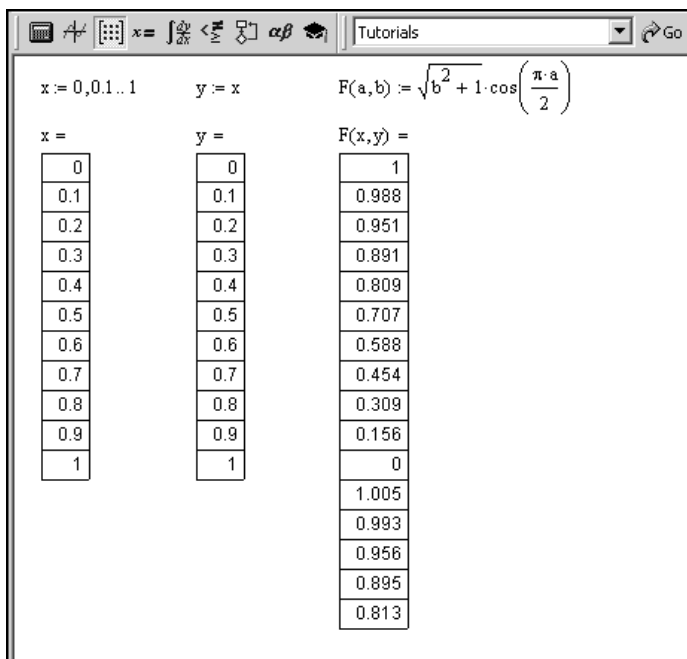 x= ∫ dy/dx <≠≥ αβ Tutorials Go
x := 0,0.1.. 1 y := x F(a,b) := √(b² + 1)·cos(π·a/2)
x = y = F(x,y) =
0 0 1
0.1 0.1 0.988
0.2 0.2 0.951
0.3 0.3 0.891
0.4 0.4 0.809
0.5 0.5 0.707
0.6 0.6 0.588
0.7 0.7 0.454
0.8 0.8 0.309
0.9 0.9 0.156
1 1 0
1.005
0.993
0.956
0.895
0.813